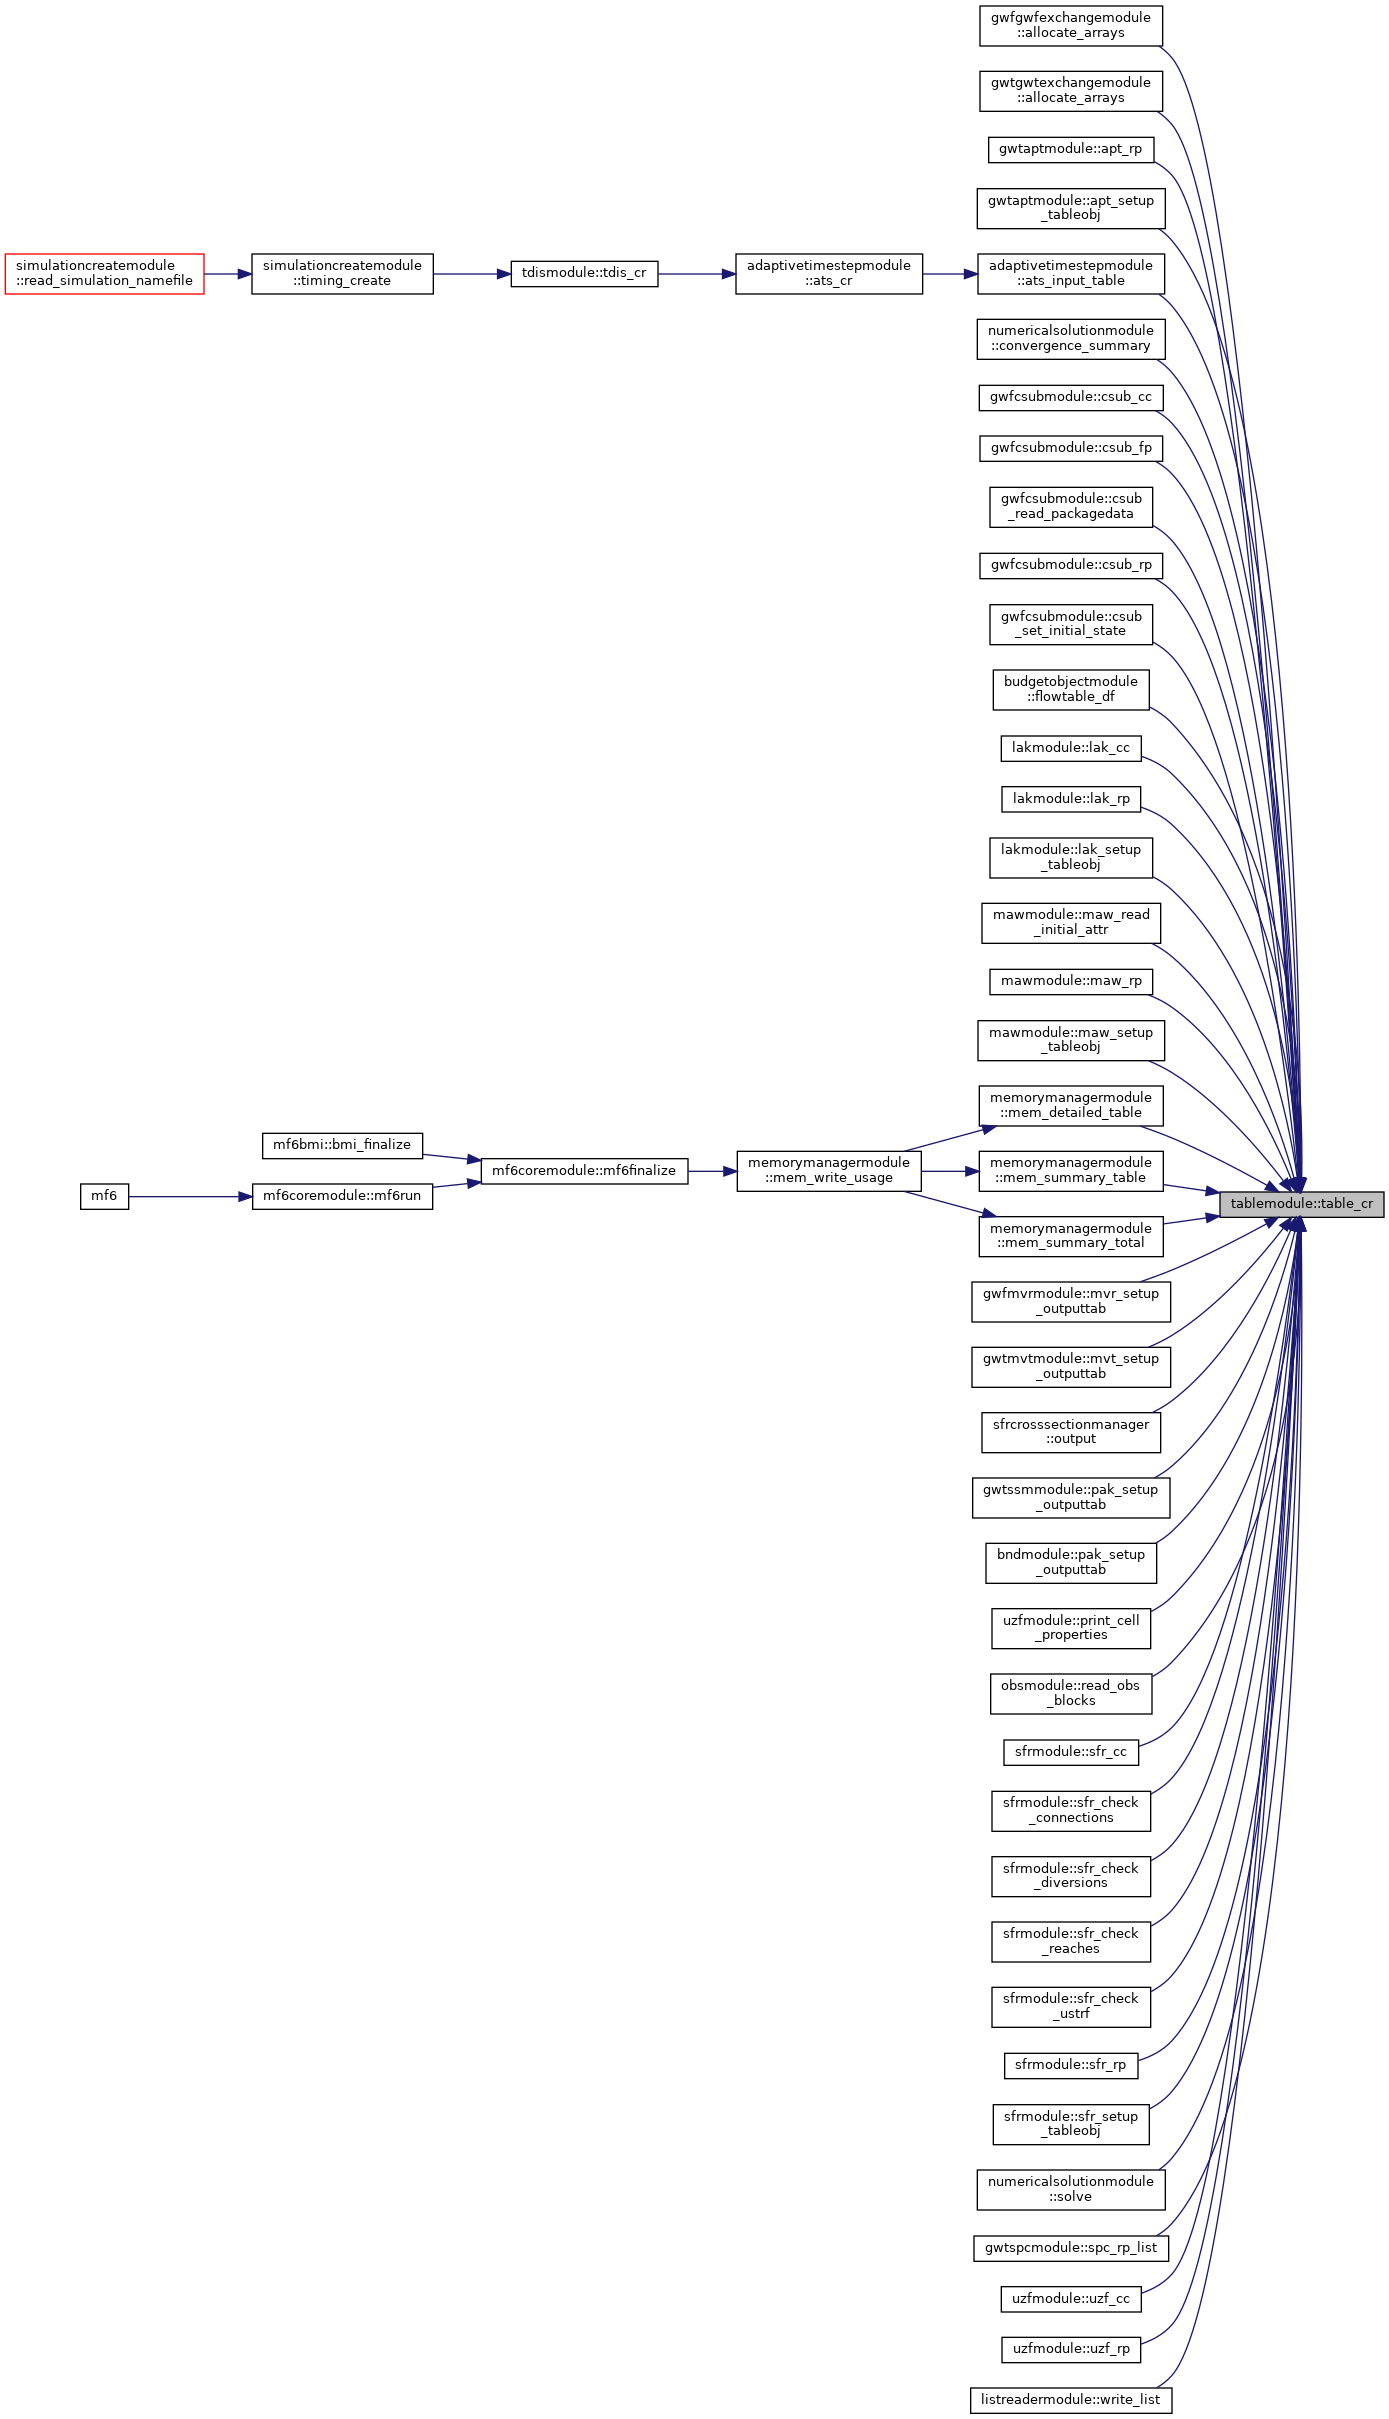 gwfgwfexchangemodule
::allocate_arrays
gwtgwtexchangemodule
::allocate_arrays
gwtaptmodule::apt_rp
gwtaptmodule::apt_setup
_tableobj
simulationcreatemodule
::read_simulation_namefile
simulationcreatemodule
::timing_create
tdismodule::tdis_cr
adaptivetimestepmodule
::ats_cr
adaptivetimestepmodule
::ats_input_table
numericalsolutionmodule
::convergence_summary
gwfcsubmodule::csub_cc
gwfcsubmodule::csub_fp
gwfcsubmodule::csub
_read_packagedata
gwfcsubmodule::csub_rp
gwfcsubmodule::csub
_set_initial_state
budgetobjectmodule
::flowtable_df
lakmodule::lak_cc
lakmodule::lak_rp
lakmodule::lak_setup
_tableobj
mawmodule::maw_read
_initial_attr
mawmodule::maw_rp
mawmodule::maw_setup
_tableobj
memorymanagermodule
::mem_detailed_table
mf6bmi::bmi_finalize
mf6coremodule::mf6finalize
memorymanagermodule
::mem_write_usage
memorymanagermodule
::mem_summary_table
mf6
mf6coremodule::mf6run
tablemodule::table_cr
memorymanagermodule
::mem_summary_total
gwfmvrmodule::mvr_setup
_outputtab
gwtmvtmodule::mvt_setup
_outputtab
sfrcrosssectionmanager
::output
gwtssmmodule::pak_setup
_outputtab
bndmodule::pak_setup
_outputtab
uzfmodule::print_cell
_properties
obsmodule::read_obs
_blocks
sfrmodule::sfr_cc
sfrmodule::sfr_check
_connections
sfrmodule::sfr_check
_diversions
sfrmodule::sfr_check
_reaches
sfrmodule::sfr_check
_ustrf
sfrmodule::sfr_rp
sfrmodule::sfr_setup
_tableobj
numericalsolutionmodule
::solve
gwtspcmodule::spc_rp_list
uzfmodule::uzf_cc
uzfmodule::uzf_rp
listreadermodule::write_list